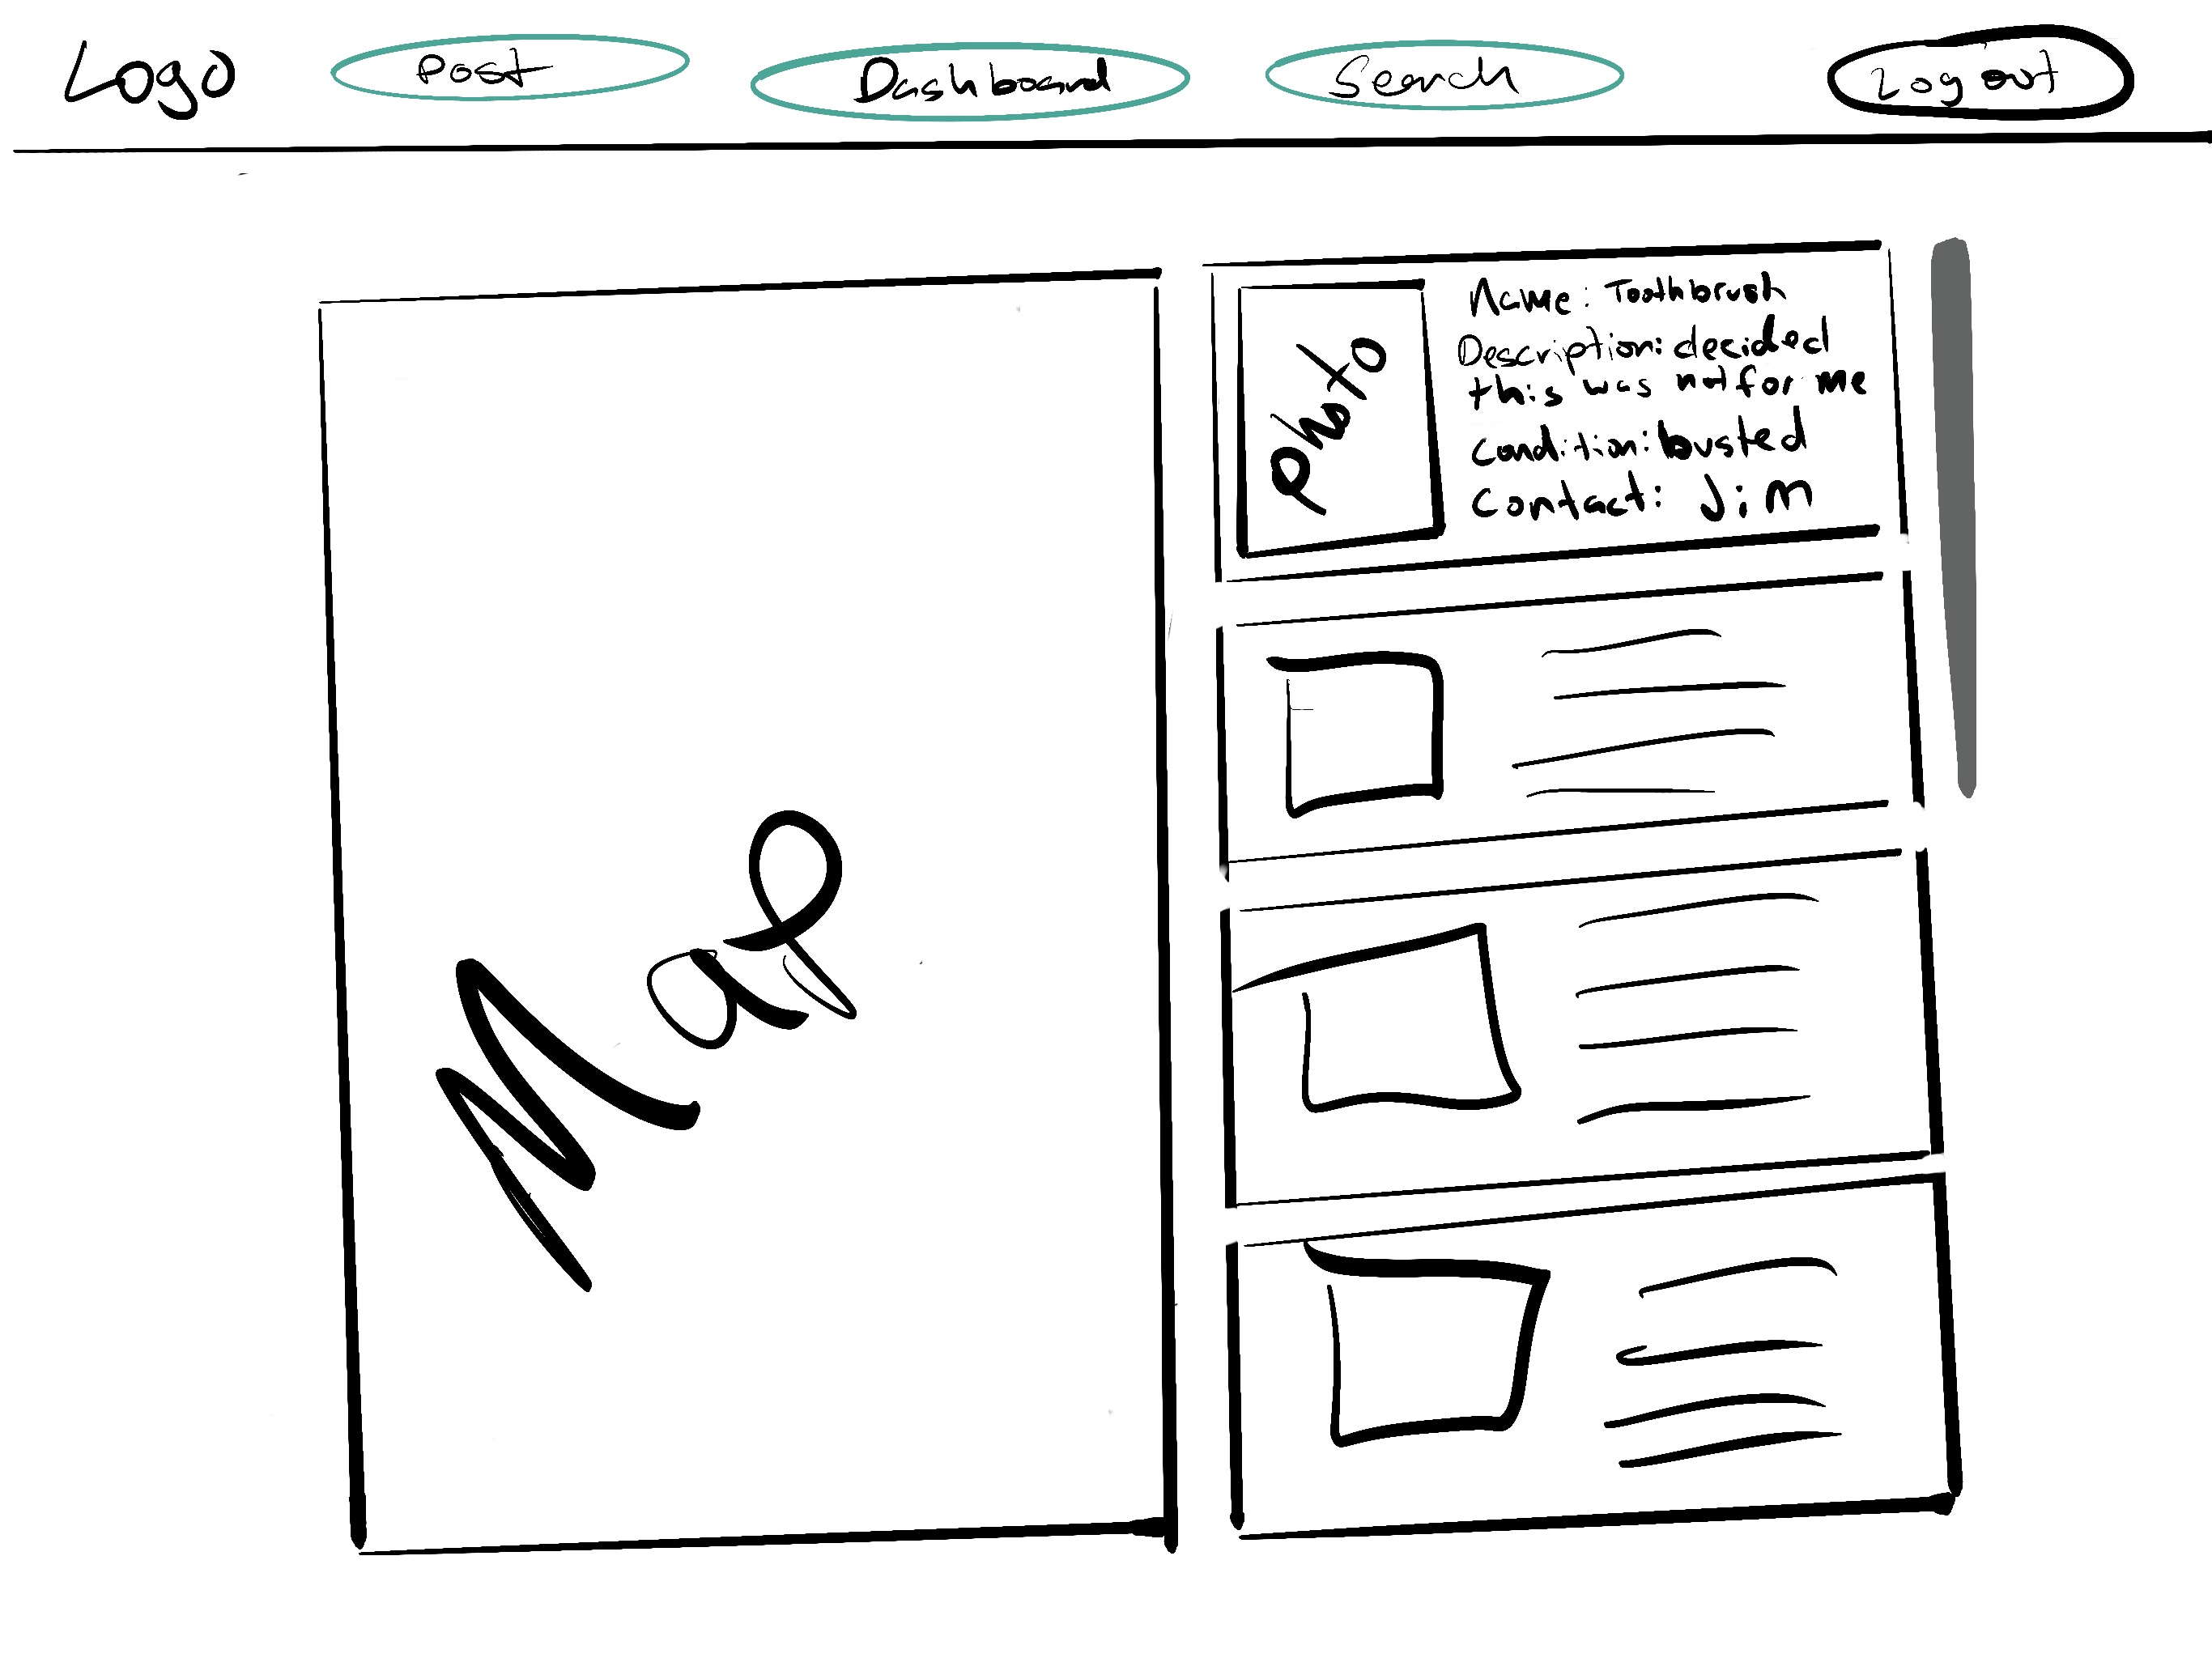 Logo
Post
Dashboard
Search
Log out
Name: Toothbrush
Description: decided
this was not for me
Condition: busted
Contact: Jim
Photo
Map